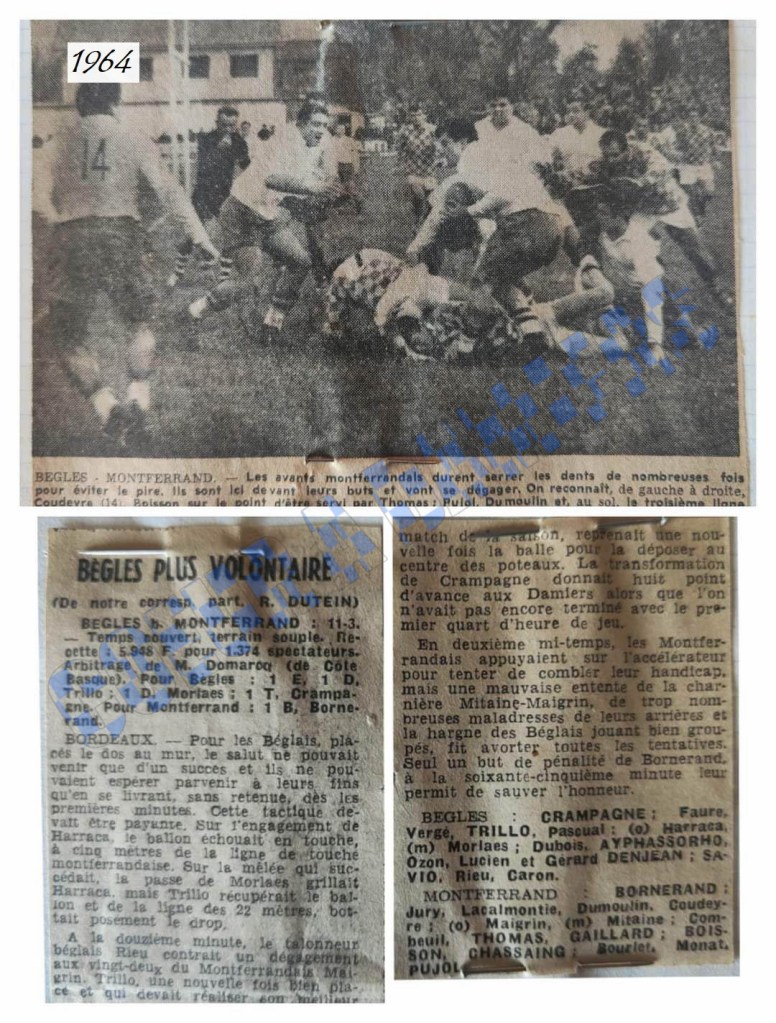 1964
14
BEGLES - MONTFERRAND. — Les avants montferrandais durent serrer les dents de nombreuses fois
pour éviter le pire. Ils sont ici devant leurs buts et vont se dégager. On reconnaît, de gauche à droite,
Coudeyre (14), Boisson sur le point d'être servi par Thomas; Pujol, Dumoulin et, au sol, le troisième ligne
BÈGLES PLUS VOLONTAIRE
(De notre corresp. part. R. DUTEIN)
BEGLES b. MONTFERRAND : 11-3.
— Temps couvert, terrain souple. Re-
cette : 5.948 F. pour 1.374 spectateurs.
Arbitrage de M. Domarcq (de Côte
Basque). Pour Bègles : 1 E, 1 D,
Trillo ; 1 D, Morlaes ; 1 T, Crampa-
gne. Pour Montferrand : 1 B, Borne-
rand.
BORDEAUX. — Pour les Béglais, pla-
cés le dos au mur, le salut ne pouvait
venir que d'un succès et ils ne pou-
vaient espérer parvenir à leurs fins
qu'en se livrant, sans retenue, dès les
premières minutes. Cette tactique de-
vait être payante. Sur l'engagement de
Harraca, le ballon échouait en touche,
à cinq mètres de la ligne de touche
montferrandaise. Sur la mêlée qui suc-
cédait, la passe de Morlaes grillait
Harraca, mais Trillo récupérait le bal-
lon et de la ligne des 22 mètres, bot-
tait posément le drop.
A la douzième minute, le talonneur
béglais Rieu contrait un dégagement
aux vingt-deux du Montferrandais Mai-
grin. Trillo, une nouvelle fois bien pla-
cé et qui devait réaliser son meilleur
match de la saison, reprenait une nou-
velle fois la balle pour la déposer au
centre des poteaux. La transformation
de Crampagne donnait huit point
d'avance aux Damiers alors que l'on
n'avait pas encore terminé avec le pre-
mier quart d'heure de jeu.
En deuxième mi-temps, les Montfer-
randais appuyaient sur l'accélérateur
pour tenter de combler leur handicap,
mais une mauvaise entente de la char-
nière Mitaine-Maigrin, de trop nom-
breuses maladresses de leurs arrières et
la hargne des Béglais jouant bien grou-
pés, fit avorter toutes les tentatives.
Seul un but de pénalité de Bornerand,
à la soixante-cinquième minute leur
permit de sauver l'honneur.
BEGLES : CRAMPAGNE ; Faure,
Vergé, TRILLO, Pascual ; (o) Harraca,
(m) Morlaes ; Dubois, AYPHASSORHO,
Ozon, Lucien et Gérard DENJEAN ; SA-
VIO, Rieu, Caron.
MONTFERRAND : BORNERAND ;
Jury, Lacalmontie, Dumoulin, Coudey-
re ; (o) Maigrin, (m) Mitaine ; Com-
beuil, THOMAS, GAILLARD ; BOIS-
SON, CHASSAING ; Bourlet, Monat,
PUJOL